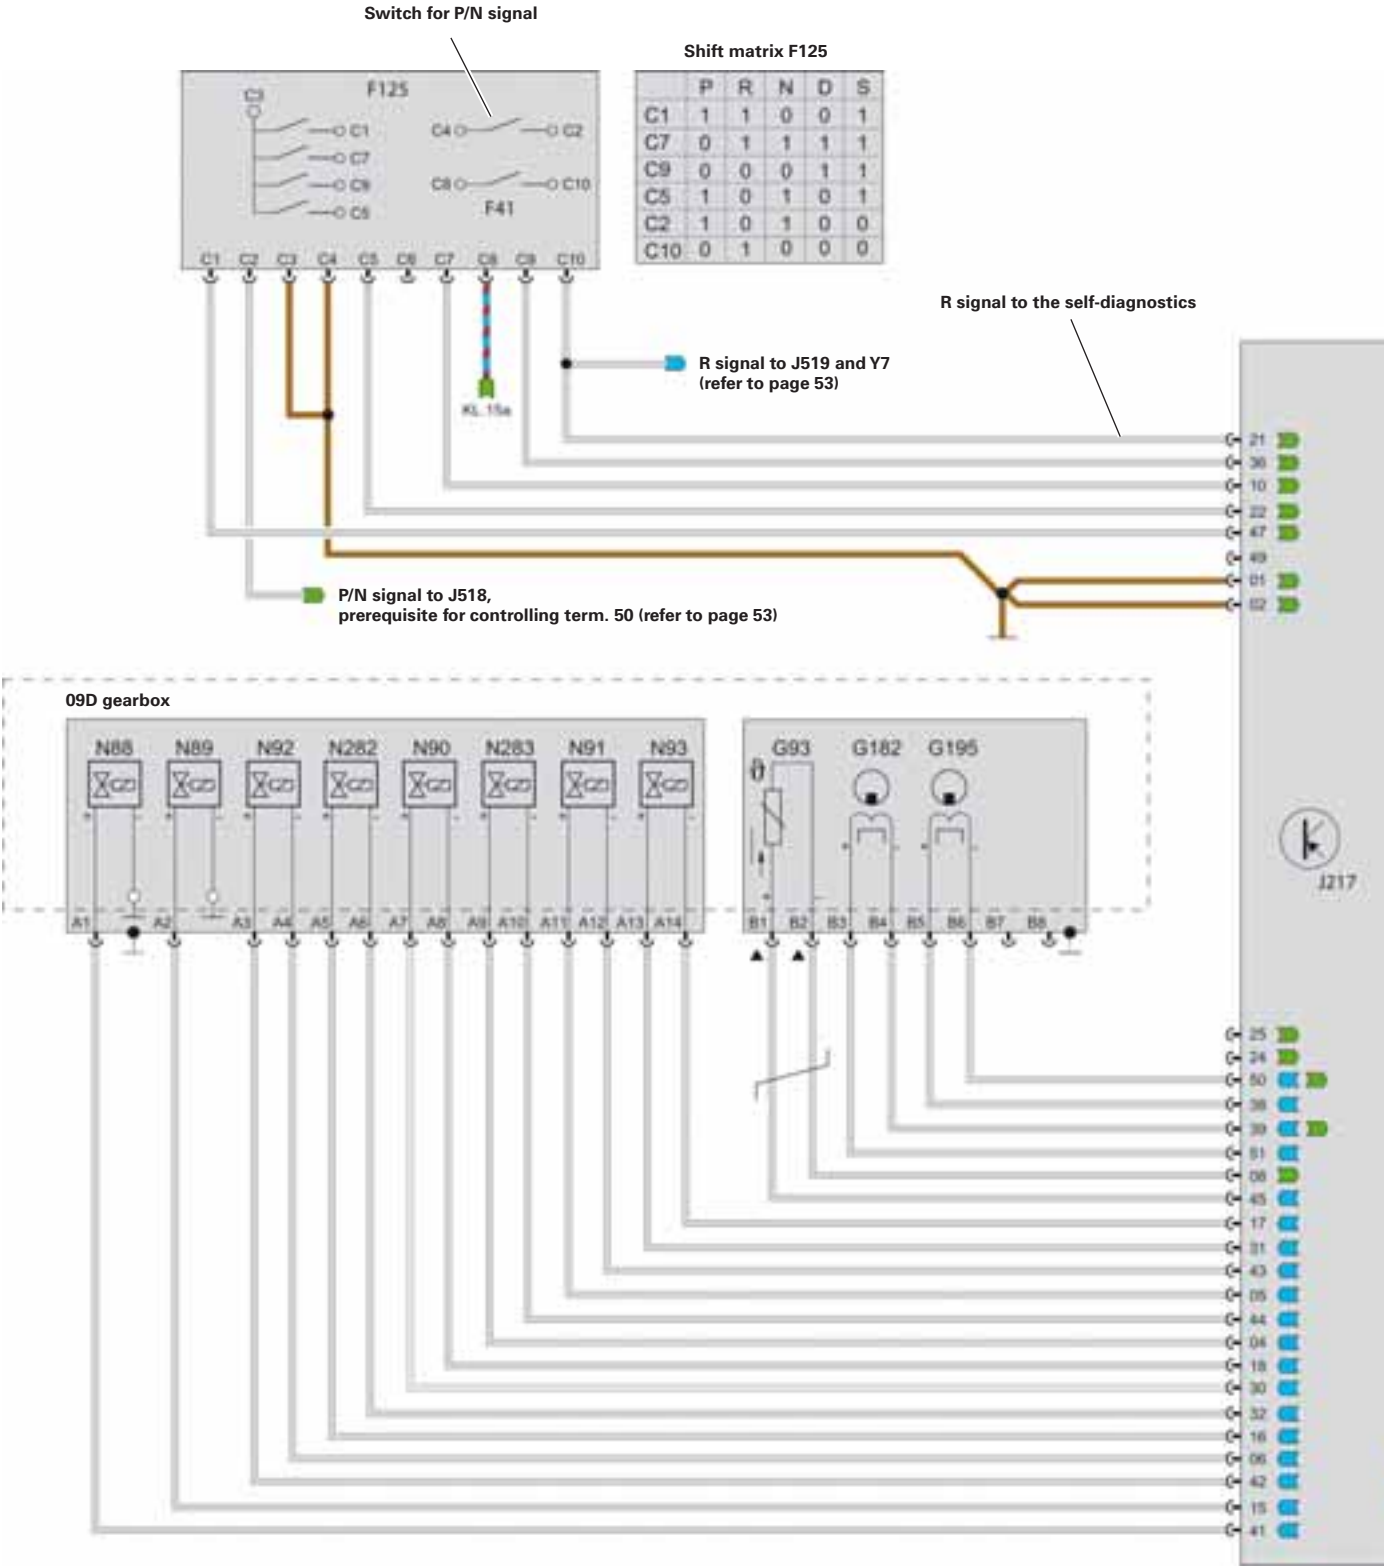 Switch for P/N signal
Shift matrix F125
F125
C3
C1
C7
C9
C5
C4 C2
C8 C10
F41
C1 C2 C3 C4 C5 C6 C7 C8 C9 C10
P R N D S
C1 1 1 0 0 1
C7 0 1 1 1 1
C9 0 0 0 1 1
C5 1 0 1 0 1
C2 1 0 1 0 0
C10 0 1 0 0 0
R signal to the self-diagnostics
R signal to J519 and Y7
(refer to page 53)
KL.15a
21
36
10
22
47
49
01
02
P/N signal to J518,
prerequisite for controlling term. 50 (refer to page 53)
09D gearbox
N88 N89 N92 N282 N90 N283 N91 N93
G93 G182 G195
J217
A1 A2 A3 A4 A5 A6 A7 A8 A9 A10 A11 A12 A13 A14
B1 B2 B3 B4 B5 B6 B7 B8
25
24
50
38
39
51
08
45
17
31
43
05
44
04
18
30
32
16
06
42
15
41